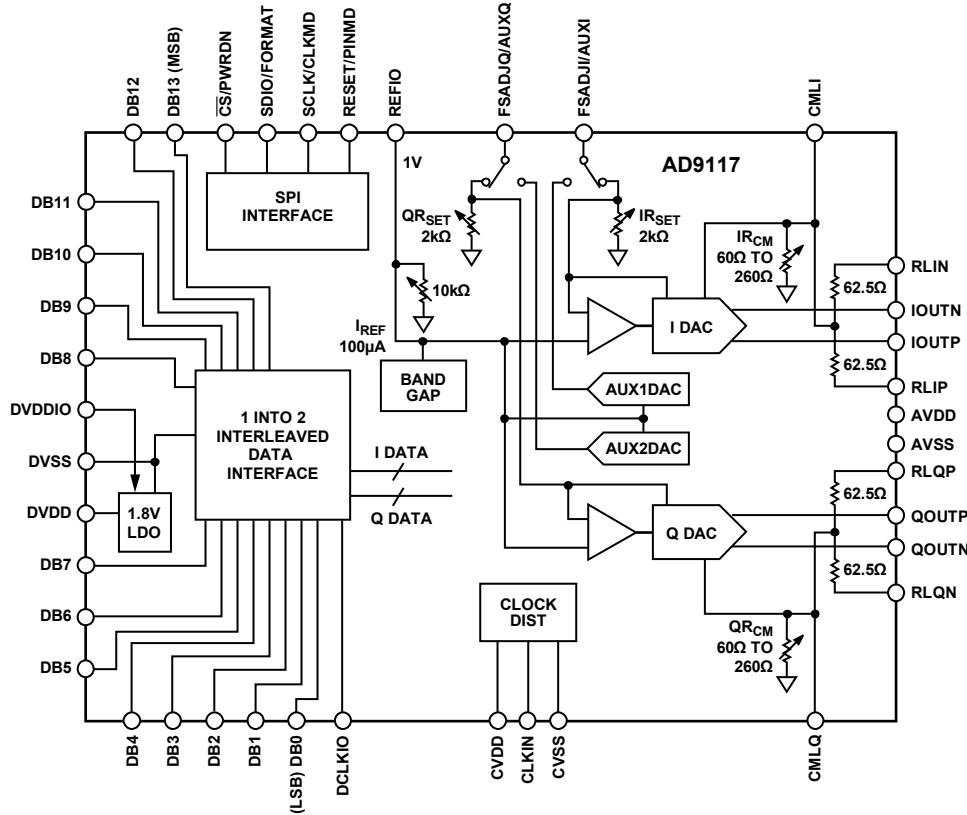 DB12
DB13 (MSB)
CS/PWRDN
SDIO/FORMAT
SCLK/CLKMD
RESET/PINMD
REFIO
FSADJQ/AUXQ
FSADJI/AUXI
CMLI
AD9117
1V
SPI
INTERFACE
DB11
DB10
DB9
DB8
DVDDIO
DVSS
DVDD
DB7
DB6
DB5
QRSET
2kΩ
IRSET
2kΩ
IRCM
60Ω TO
260Ω
10kΩ
IREF
100µA
BAND
GAP
I DAC
62.5Ω
62.5Ω
RLIN
IOUTN
IOUTP
RLIP
AVDD
AVSS
RLQP
QOUTP
QOUTN
RLQN
AUX1DAC
AUX2DAC
1 INTO 2
INTERLEAVED
DATA
INTERFACE
I DATA
Q DATA
1.8V
LDO
Q DAC
62.5Ω
62.5Ω
CLOCK
DIST
QRCM
60Ω TO
260Ω
DB4
DB3
DB2
DB1
(LSB) DB0
DCLKIO
CVDD
CLKIN
CVSS
CMLQ